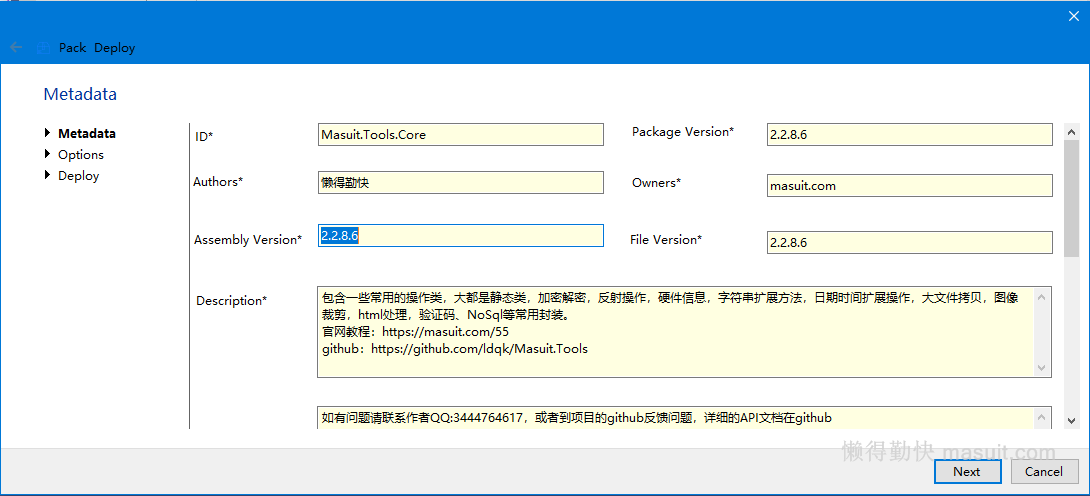 Pack Deploy
Metadata
Metadata
Options
Deploy
ID*
Masuit.Tools.Core
Package Version*
2.2.8.6
Authors*
懒得勤快
Owners*
masuit.com
Assembly Version*
2.2.8.6
File Version*
2.2.8.6
Description*
包含一些常用的操作类，大都是静态类，加密解密，反射操作，硬件信息，字符串扩展方法，日期时间扩展操作，大文件拷贝，图像
裁剪，html处理，验证码、NoSql等常用封装。
官网教程：https://masuit.com/55
github：https://github.com/ldqk/Masuit.Tools
如有问题请联系作者QQ:3444764617，或者到项目的github反馈问题，详细的API文档在github
懒得勤快 masuit.com
Next
Cancel